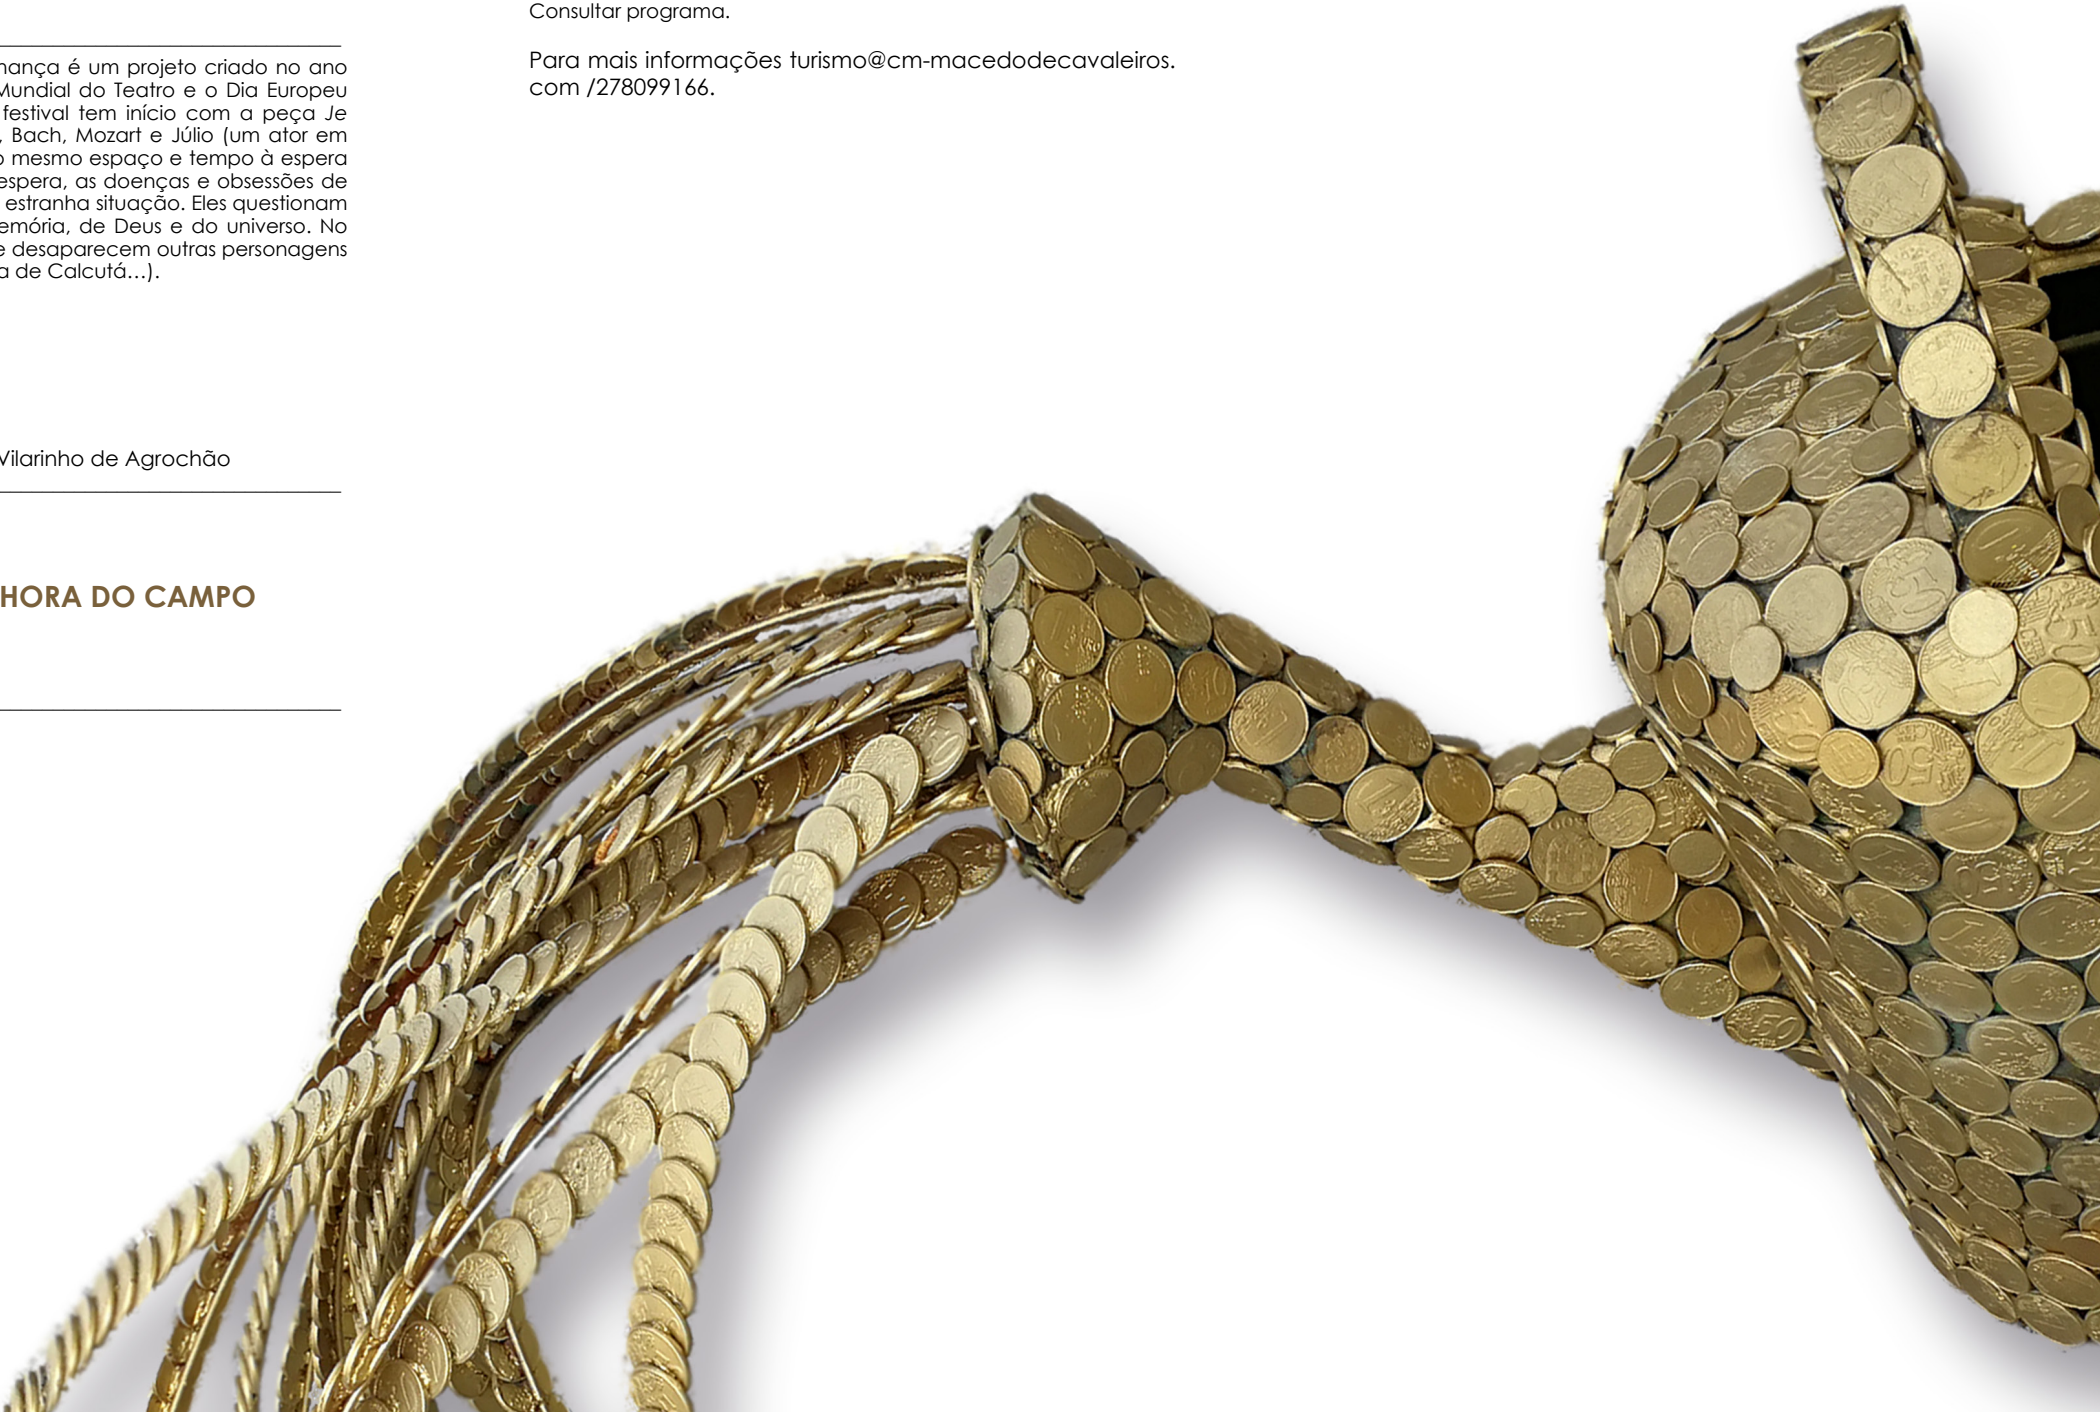 nança é um projeto criado no ano
Mundial do Teatro e o Dia Europeu
festival tem início com a peça Je
, Bach, Mozart e Júlio (um ator em
o mesmo espaço e tempo à espera
espera, as doenças e obsessões de
estranha situação. Eles questionam
emória, de Deus e do universo. No
e desaparecem outras personagens
a de Calcutá...).
Vilarinho de Agrochão
HORA DO CAMPO
Consultar programa.
Para mais informações turismo@cm-macedodecavaleiros.
com /278099166.